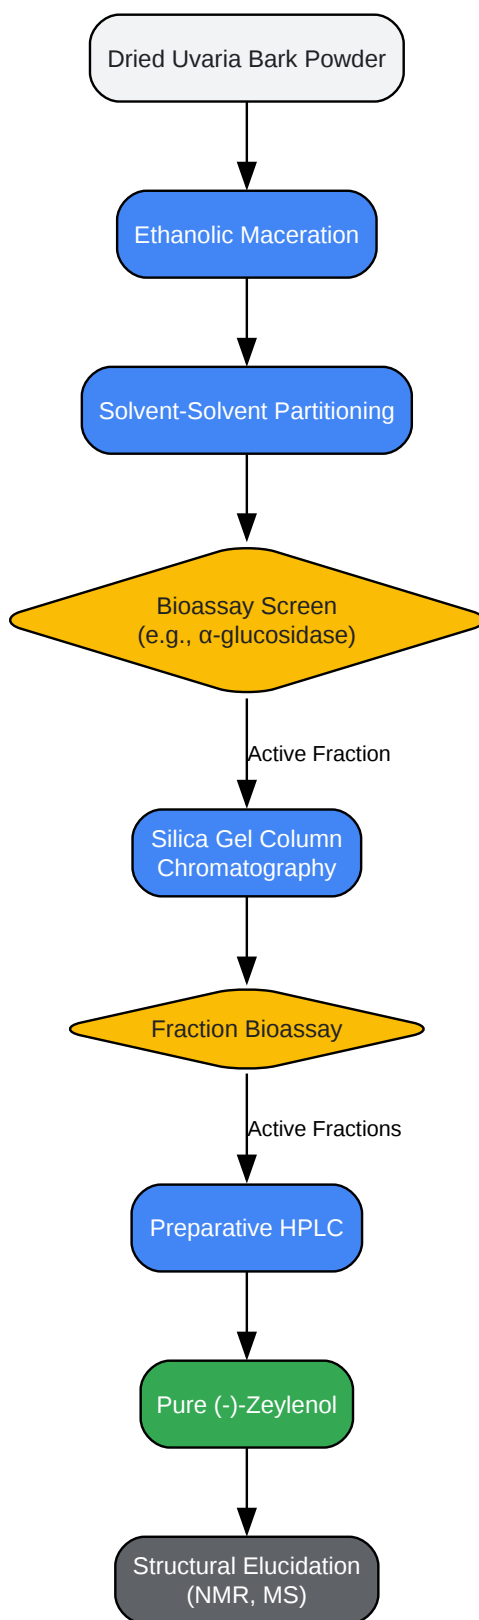 Dried Uvaria Bark Powder
Ethanolic Maceration
Solvent-Solvent Partitioning
Bioassay Screen
(e.g., α-glucosidase)
Active Fraction
Silica Gel Column
Chromatography
Fraction Bioassay
Active Fractions
Preparative HPLC
Pure (-)-Zeylenol
Structural Elucidation
(NMR, MS)